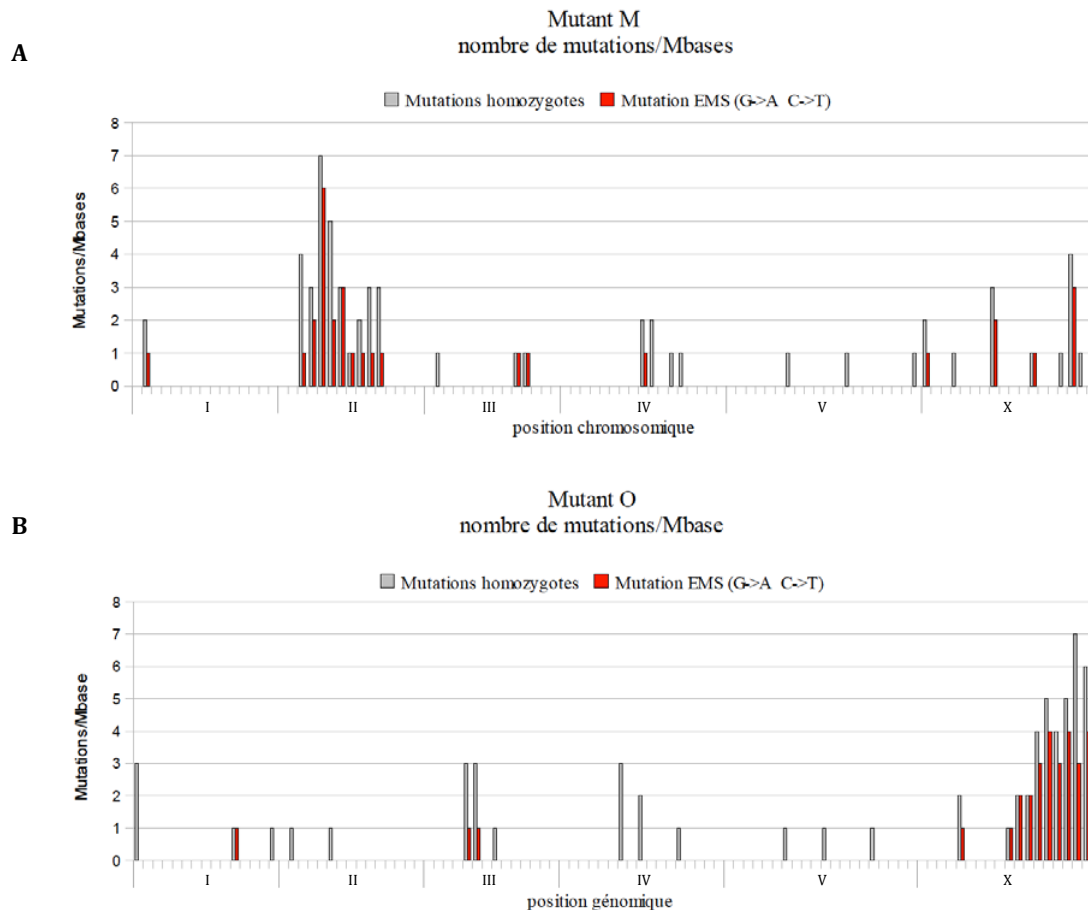 A
Mutant M
nombre de mutations/Mbases
Mutations homozygotes Mutation EMS (G->A C->T)
8
7
6
5
4
3
2
1
0
Mutations/Mbases
I II III IV V X
position chromosomique
B
Mutant O
nombre de mutations/Mbase
Mutations homozygotes Mutation EMS (G->A C->T)
8
7
6
5
4
3
2
1
0
Mutations/Mbase
I II III IV V X
position génomique